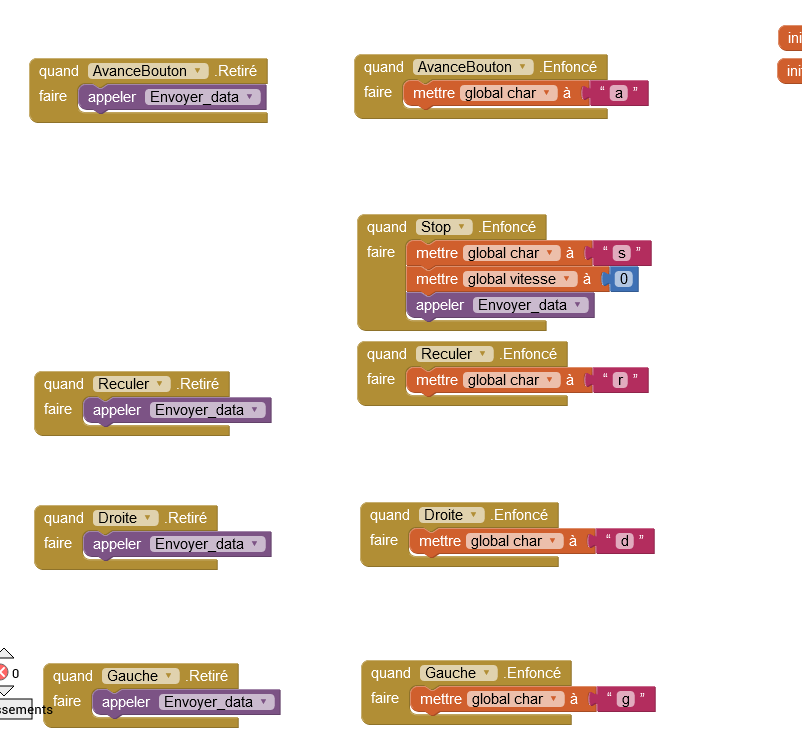 quand AvanceBouton .Retiré
faire appeler Envoyer_data
quand AvanceBouton .Enfoncé
faire mettre global char à " a "
quand Stop .Enfoncé
faire mettre global char à " s "
mettre global vitesse à 0
appeler Envoyer_data
quand Reculer .Enfoncé
faire mettre global char à " r "
quand Reculer .Retiré
faire appeler Envoyer_data
quand Droite .Retiré
faire appeler Envoyer_data
quand Droite .Enfoncé
faire mettre global char à " d "
quand Gauche .Retiré
faire appeler Envoyer_data
quand Gauche .Enfoncé
faire mettre global char à " g "
0
ssements